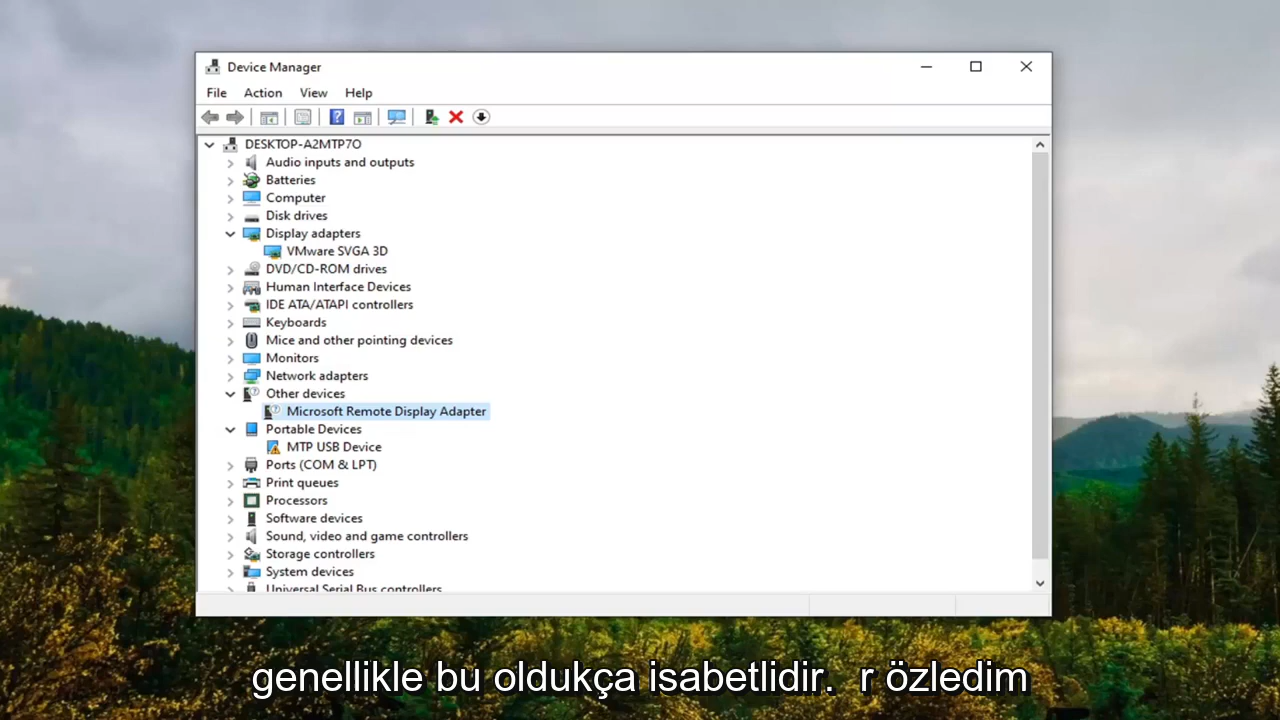 Device Manager
File Action View Help
DESKTOP-A2MTP7O
Audio inputs and outputs
Batteries
Computer
Disk drives
Display adapters
VMware SVGA 3D
DVD/CD-ROM drives
Human Interface Devices
IDE ATA/ATAPI controllers
Keyboards
Mice and other pointing devices
Monitors
Network adapters
Other devices
Microsoft Remote Display Adapter
Portable Devices
MTP USB Device
Ports (COM & LPT)
Print queues
Processors
Software devices
Sound, video and game controllers
Storage controllers
System devices
Universal Serial Bus controllers
genellikle bu oldukça isabetlidir. r özledim